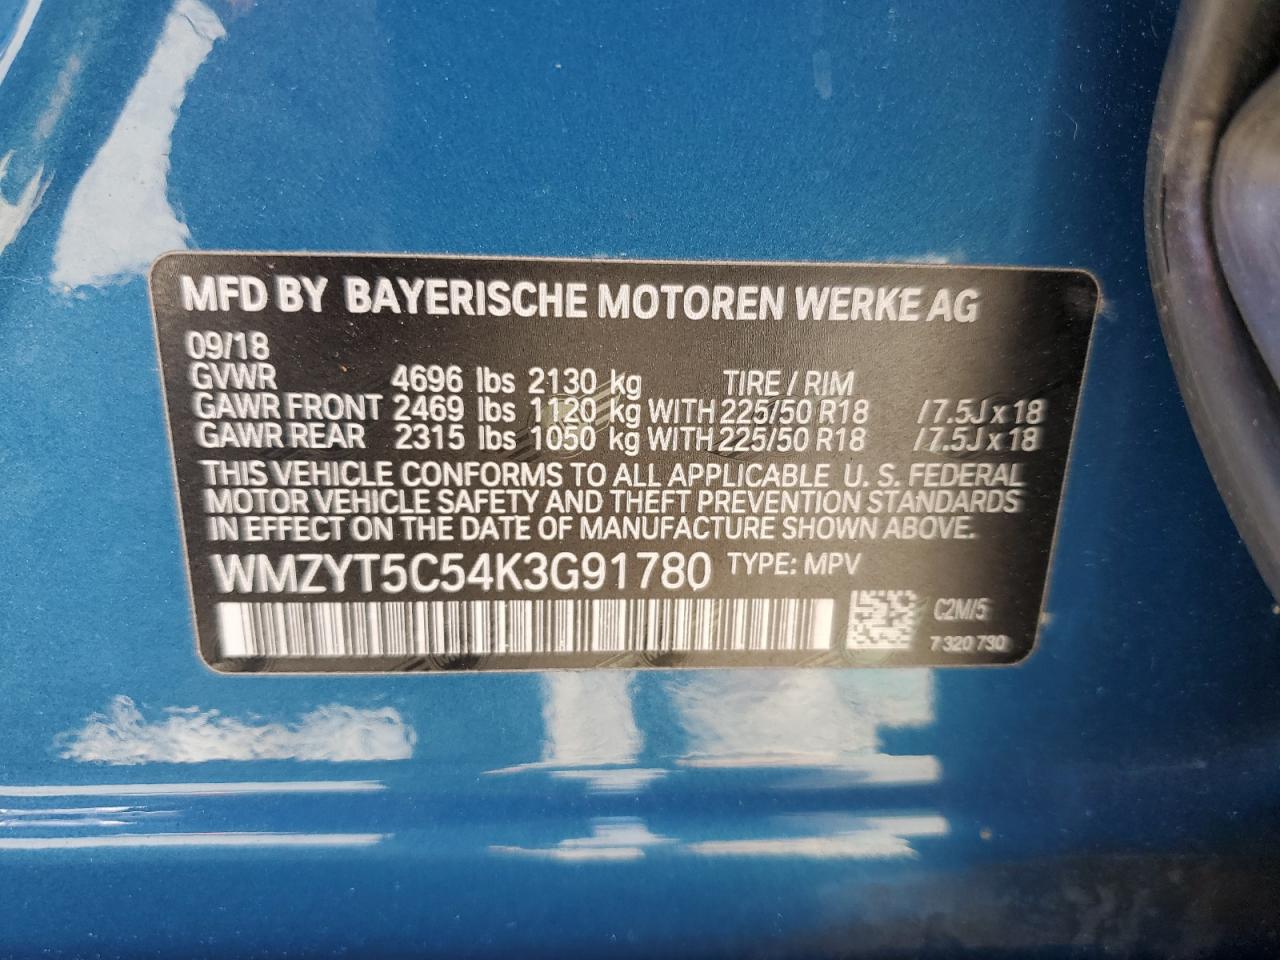 MFD BY BAYERISCHE MOTOREN WERKE AG
09/18
GVWR 4696 lbs 2130 kg TIRE / RIM
GAWR FRONT 2469 lbs 1120 kg WITH 225/50 R18 /7.5J x 18
GAWR REAR 2315 lbs 1050 kg WITH 225/50 R18 /7.5J x 18
THIS VEHICLE CONFORMS TO ALL APPLICABLE U. S. FEDERAL
MOTOR VEHICLE SAFETY AND THEFT PREVENTION STANDARDS
IN EFFECT ON THE DATE OF MANUFACTURE SHOWN ABOVE.
WMZYT5C54K3G91780 TYPE: MPV
C2M/5
7 320 730